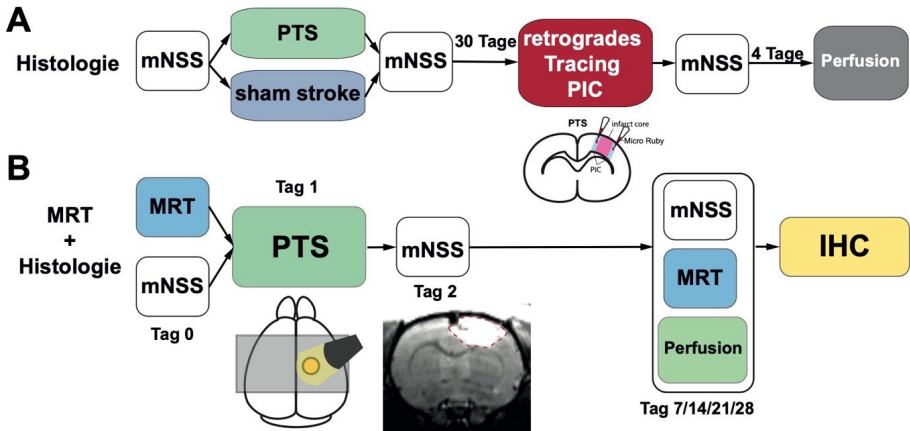 A
Histologie
mNSS
PTS
sham stroke
mNSS
30 Tage
retrogrades
Tracing
PIC
mNSS
4 Tage
Perfusion
PTS
infarct core
Micro Ruby
PIC
B
MRT
+
Histologie
MRT
mNSS
Tag 0
Tag 1
PTS
mNSS
Tag 2
mNSS
MRT
Perfusion
Tag 7/14/21/28
IHC